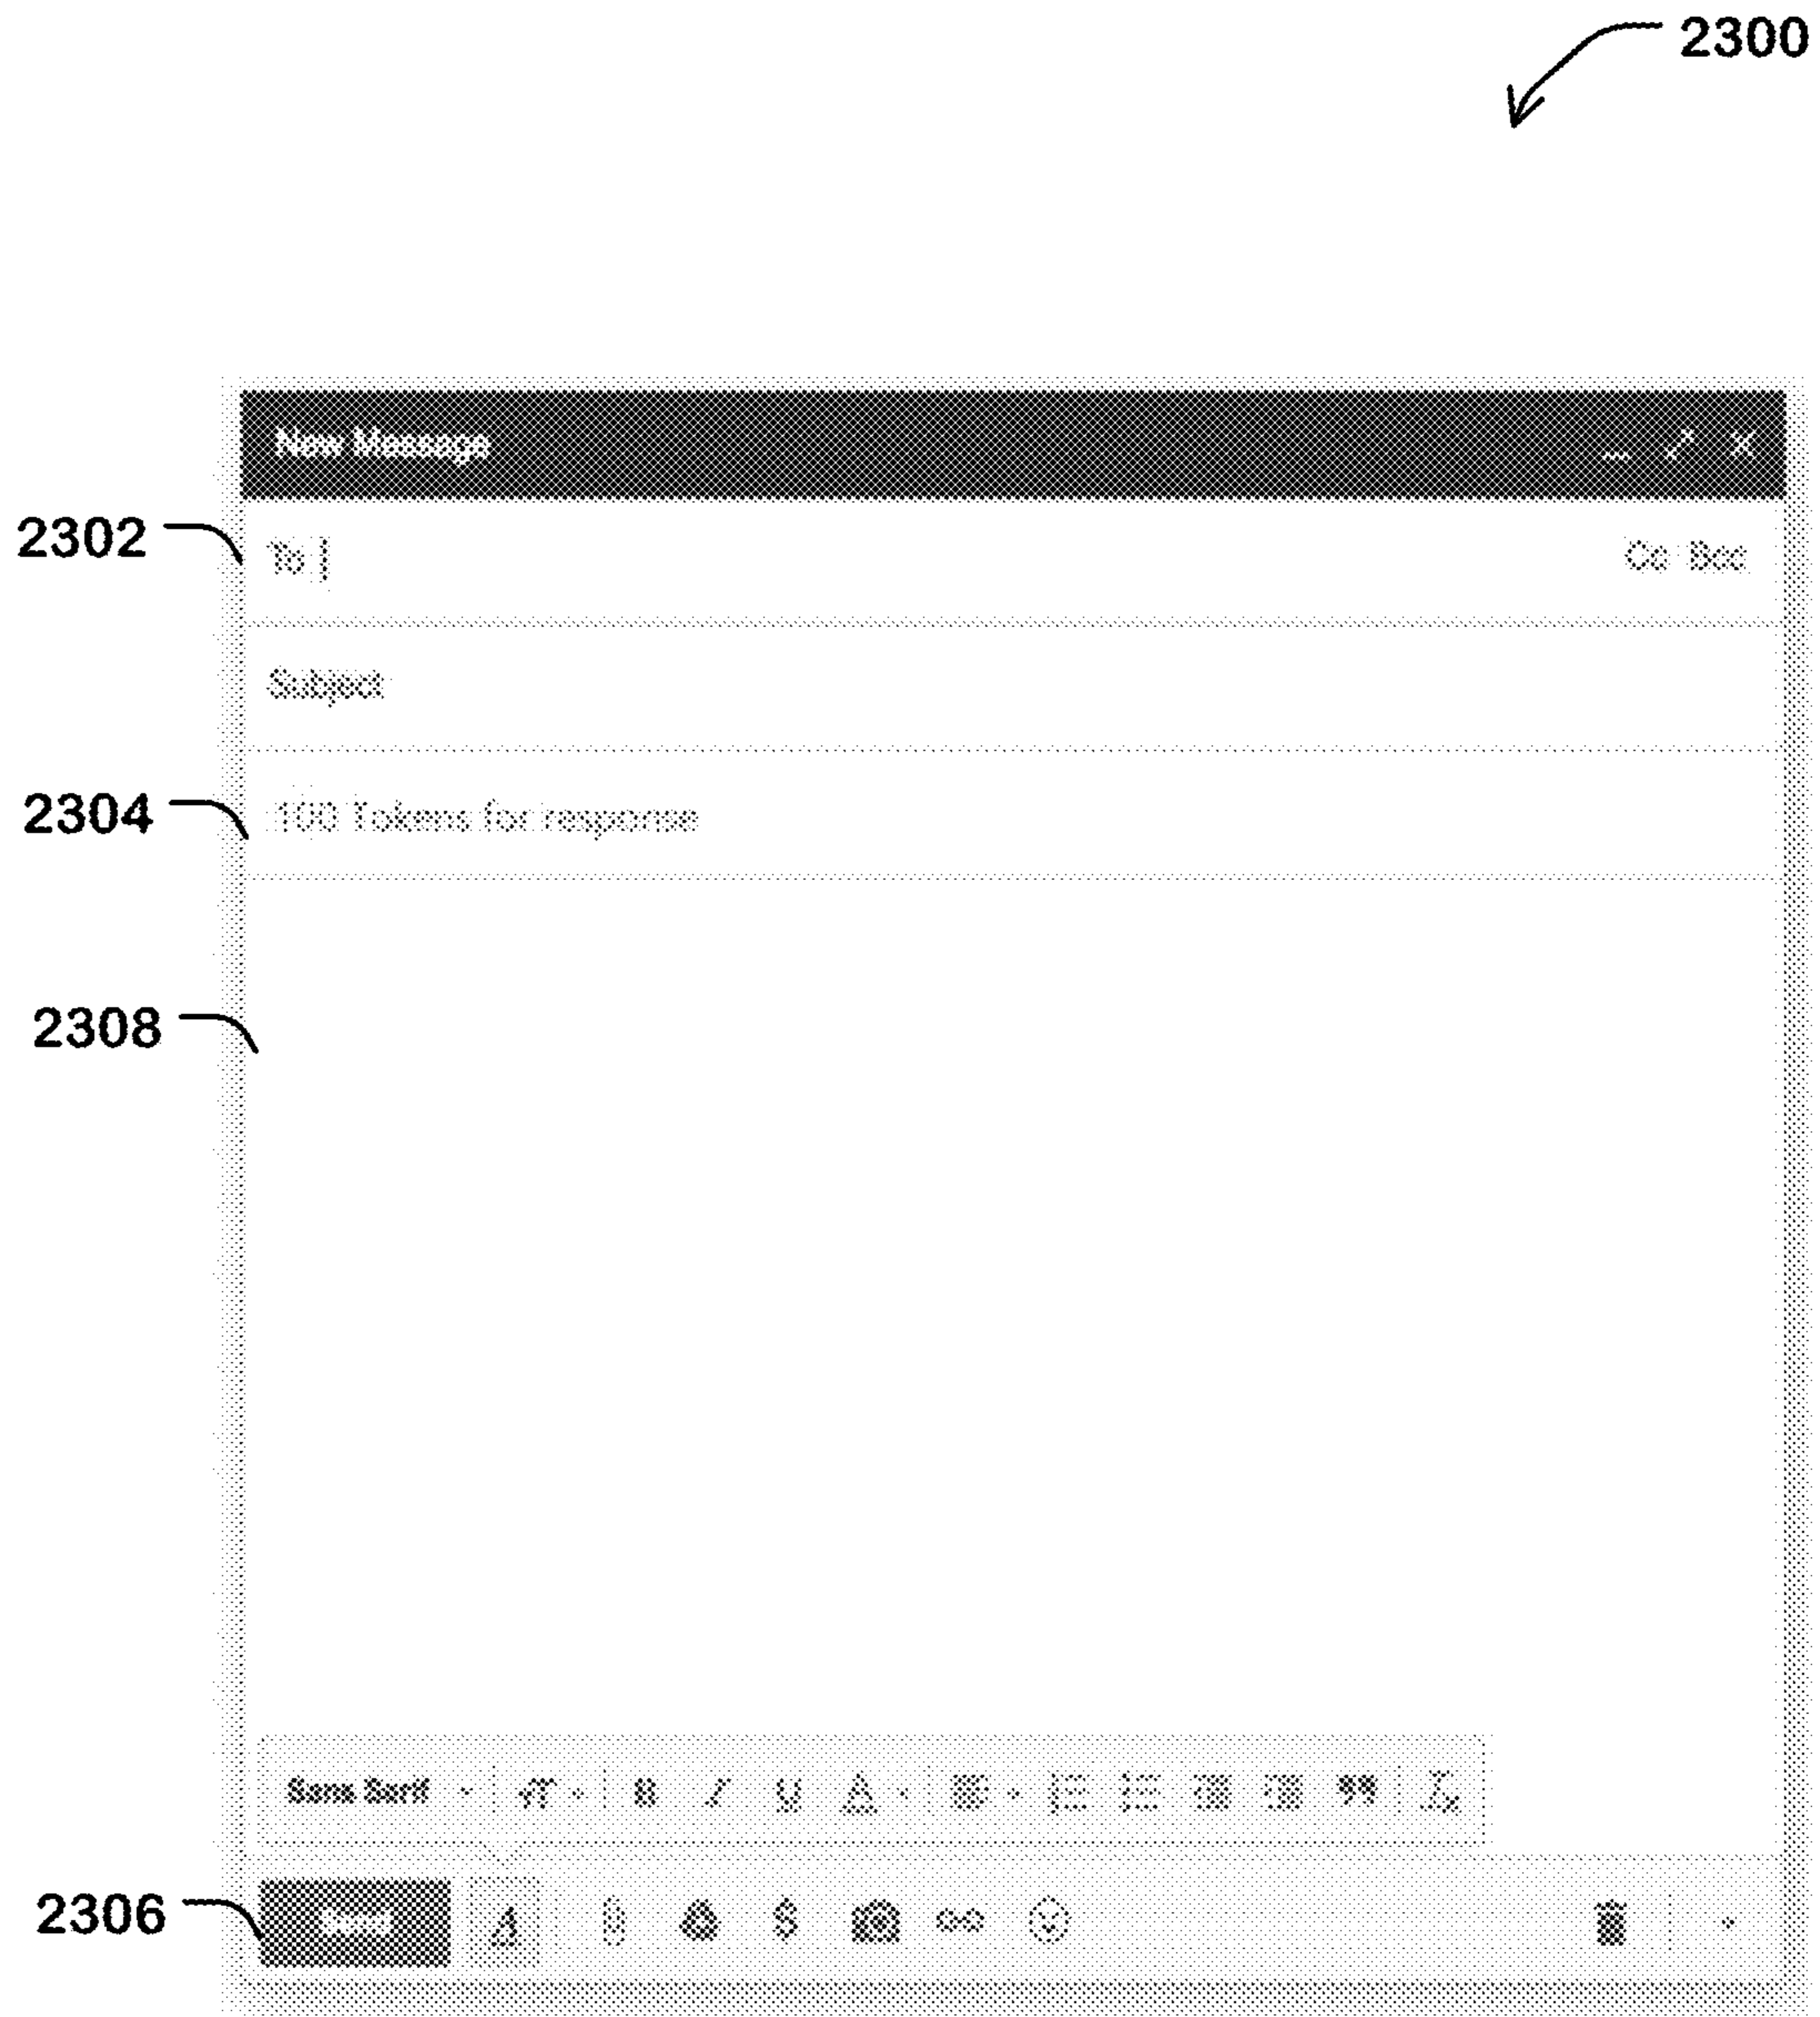 2300
New Message
2302
To
Cc Bcc
Subject
2304
100 Tokens for response
2308
Sans Serif
B I U A
2306
A
$